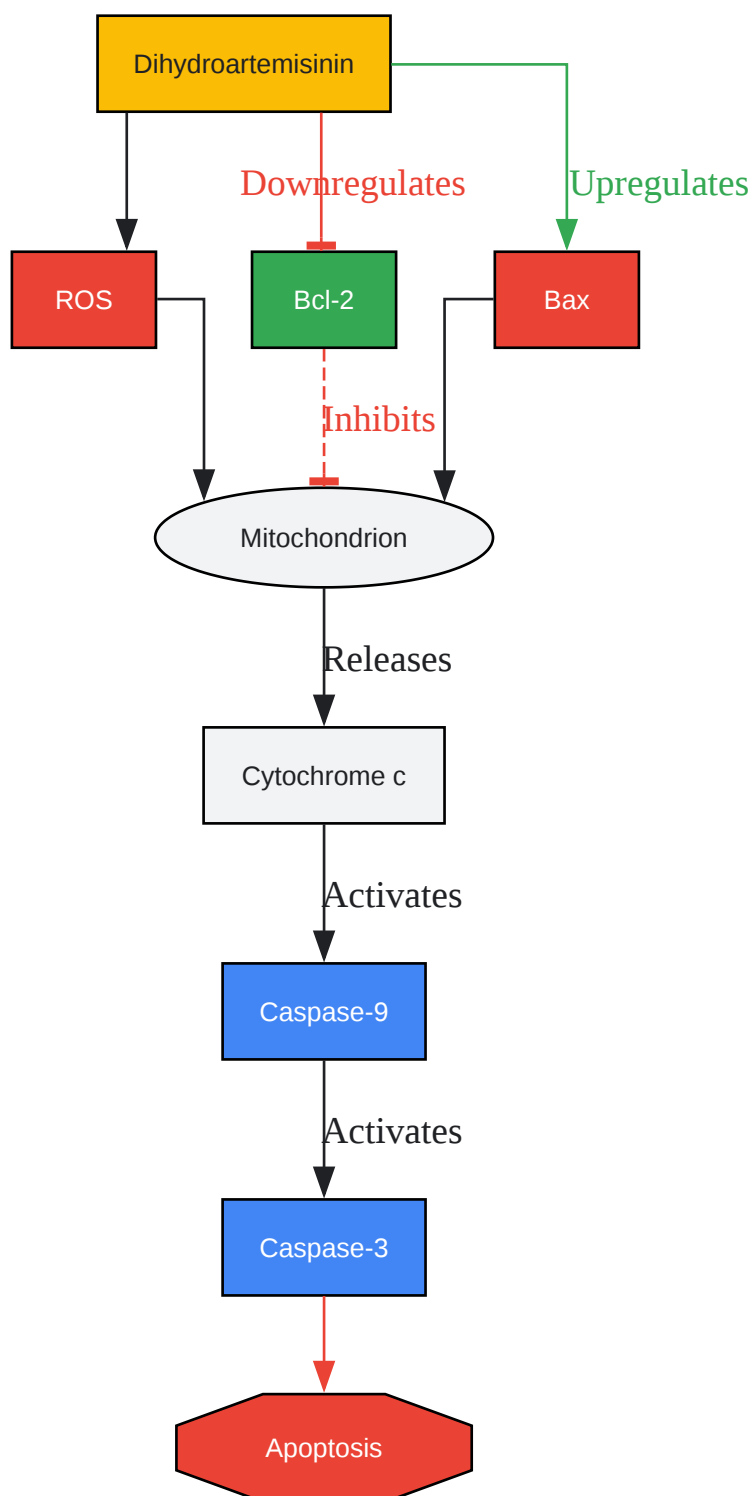 Dihydroartemisinin
Downregulates
Upregulates
ROS
Bcl-2
Bax
Inhibits
Mitochondrion
Releases
Cytochrome c
Activates
Caspase-9
Activates
Caspase-3
Apoptosis